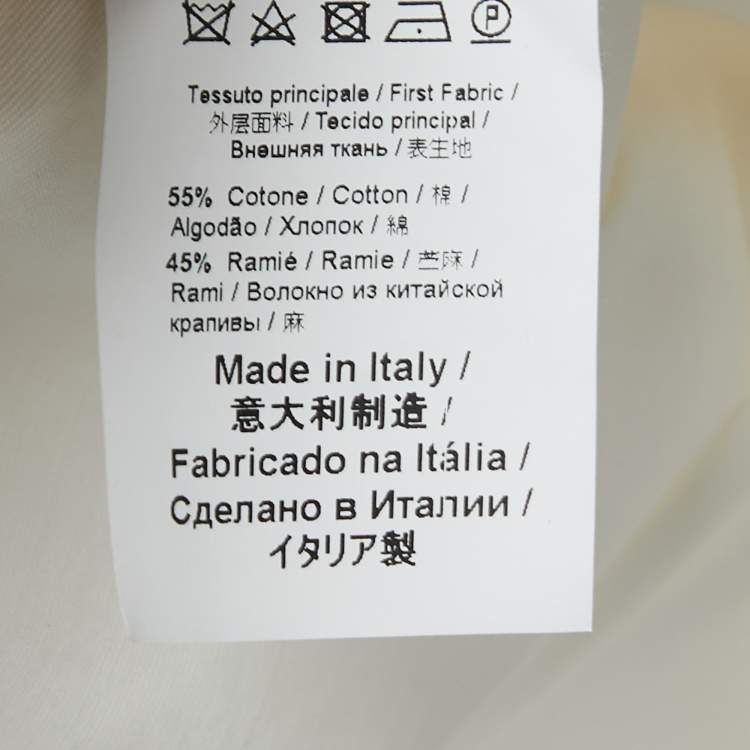 P
Tessuto principale / First Fabric /
外层面料 / Tecido principal /
Внешняя ткань / 表生地
55% Cotone / Cotton / 棉 /
Algodão / Хлопок / 綿
45% Ramié / Ramie / 苎麻 /
Rami / Волокно из китайской
крапивы / 麻
Made in Italy /
意大利制造 /
Fabricado na Itália /
Сделано в Италии /
イタリア製